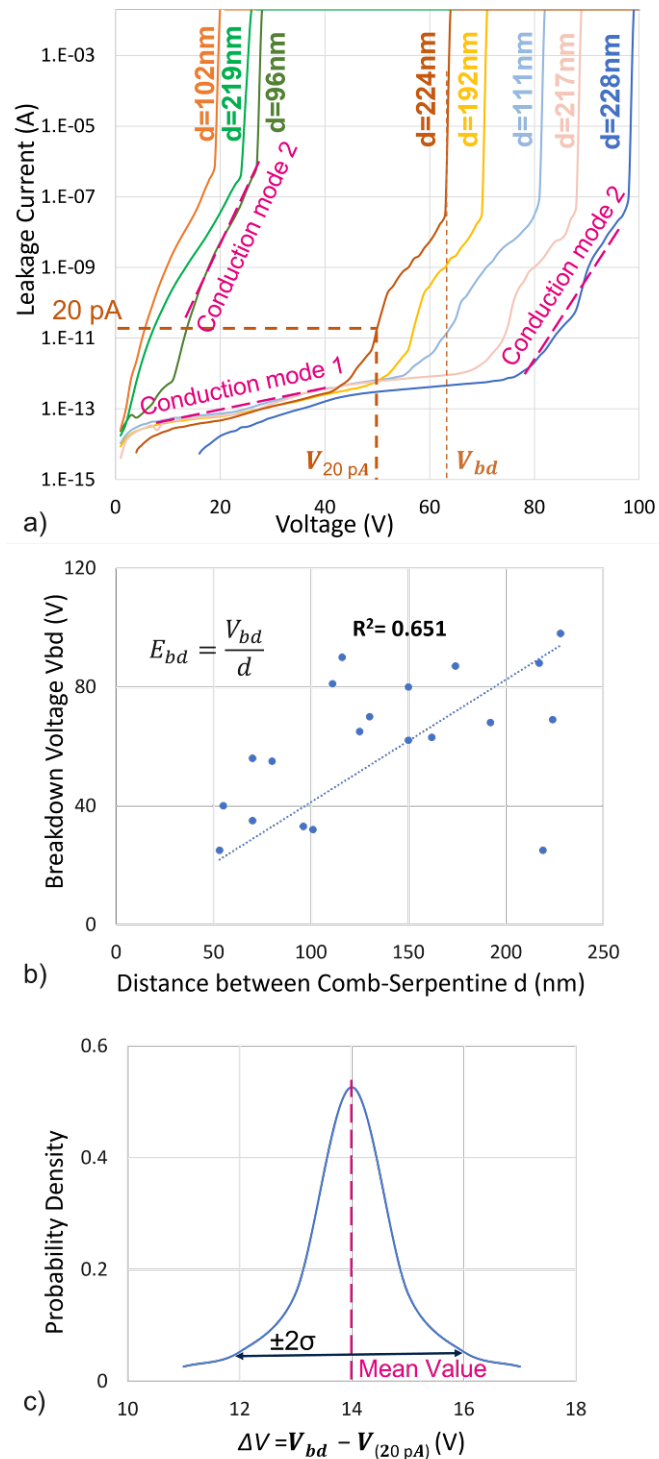 1.E-03
1.E-05
1.E-07
1.E-09
1.E-11
1.E-13
1.E-15
Leakage Current (A)
d=102nm
d=219nm
d=96nm
d=224nm
d=192nm
d=111nm
d=217nm
d=228nm
Conduction mode 2
Conduction mode 2
20 pA
Conduction mode 1
V20 pA
Vbd
0 20 40 60 80 100
a) Voltage (V)
120
80
40
0
Breakdown Voltage Vbd (V)
Ebd = Vbd/d
R²= 0.651
0 50 100 150 200 250
b) Distance between Comb-Serpentine d (nm)
0.6
0.4
0.2
0
Probability Density
±2σ
Mean Value
10 12 14 16 18
c) ΔV =Vbd − V(20 pA) (V)